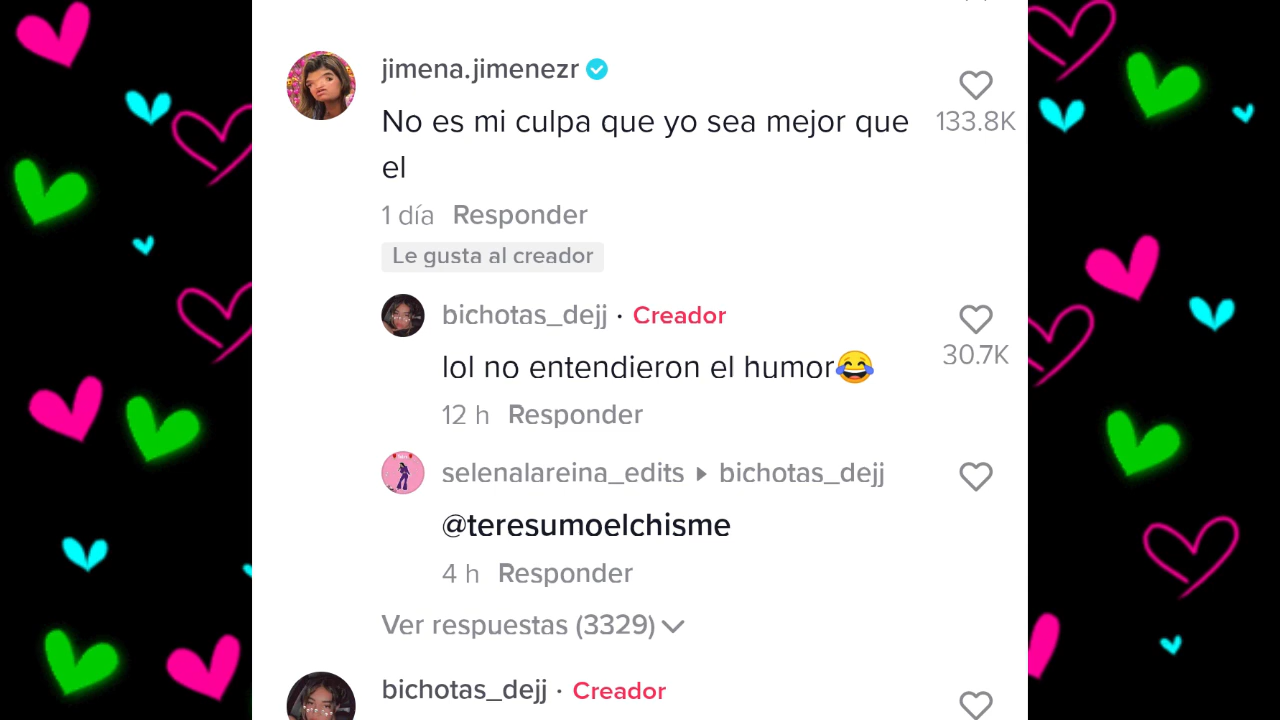 jimena.jimenezr
No es mi culpa que yo sea mejor que
el
133.8K
1 día Responder
Le gusta al creador
bichotas_dejj · Creador
lol no entendieron el humor😂
30.7K
12 h Responder
selenalareina_edits ▸ bichotas_dejj
@teresumoelchisme
4 h Responder
Ver respuestas (3329)
bichotas_dejj · Creador